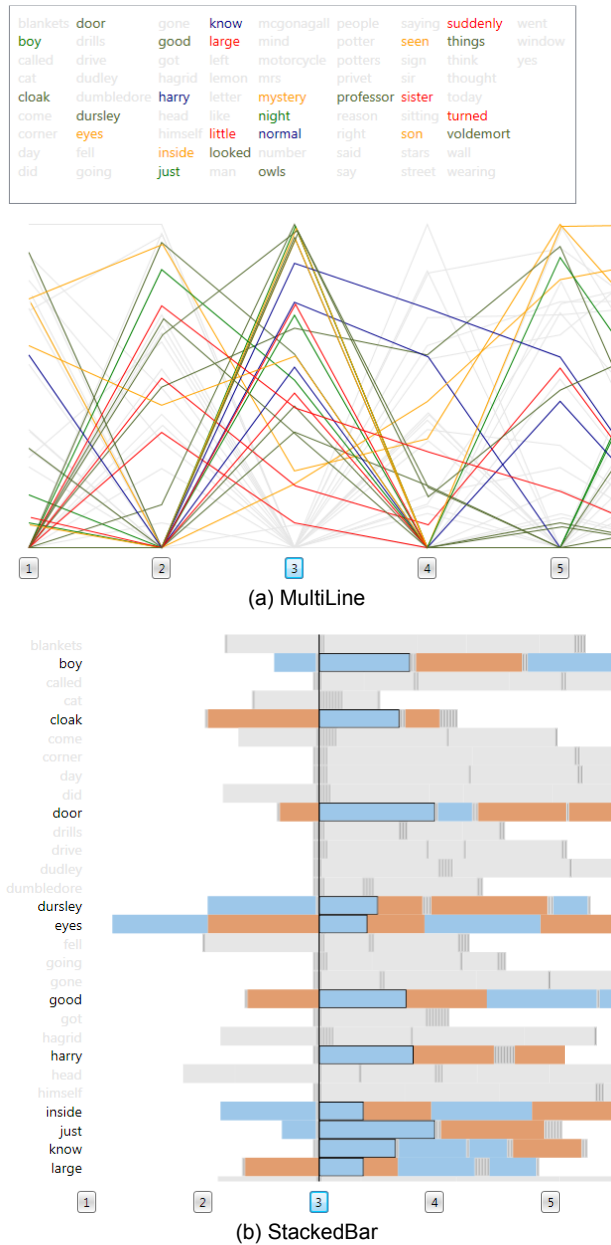 blankets door gone know mcgonagall people saying suddenly went
boy drills good large mind potter seen things window
called drive got left motorcycle potters sign think yes
cat dudley hagrid lemon mrs privet sir thought
cloak dumbledore harry letter mystery professor sister today
come dursley head like night reason sitting turned
corner eyes himself little normal right son voldemort
day fell inside looked number said stars wall
did going just man owls say street wearing
1 2 3 4 5
(a) MultiLine
blankets
boy
called
cat
cloak
come
corner
day
did
door
drills
drive
dudley
dumbledore
dursley
eyes
fell
going
gone
good
got
hagrid
harry
head
himself
inside
just
know
large
1 2 3 4 5
(b) StackedBar